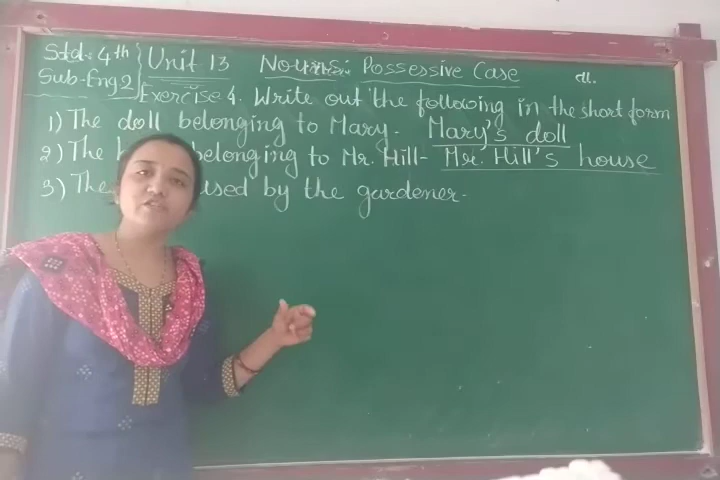 Std:- 4th Unit 13 Nouns: Possessive Case
Sub-Eng 2
Exercise 4. Write out the following in the short form
1) The doll belonging to Mary- Mary's doll
2) The belonging to Mr. Hill- Mr. Hill's house
3) The used by the gardener-